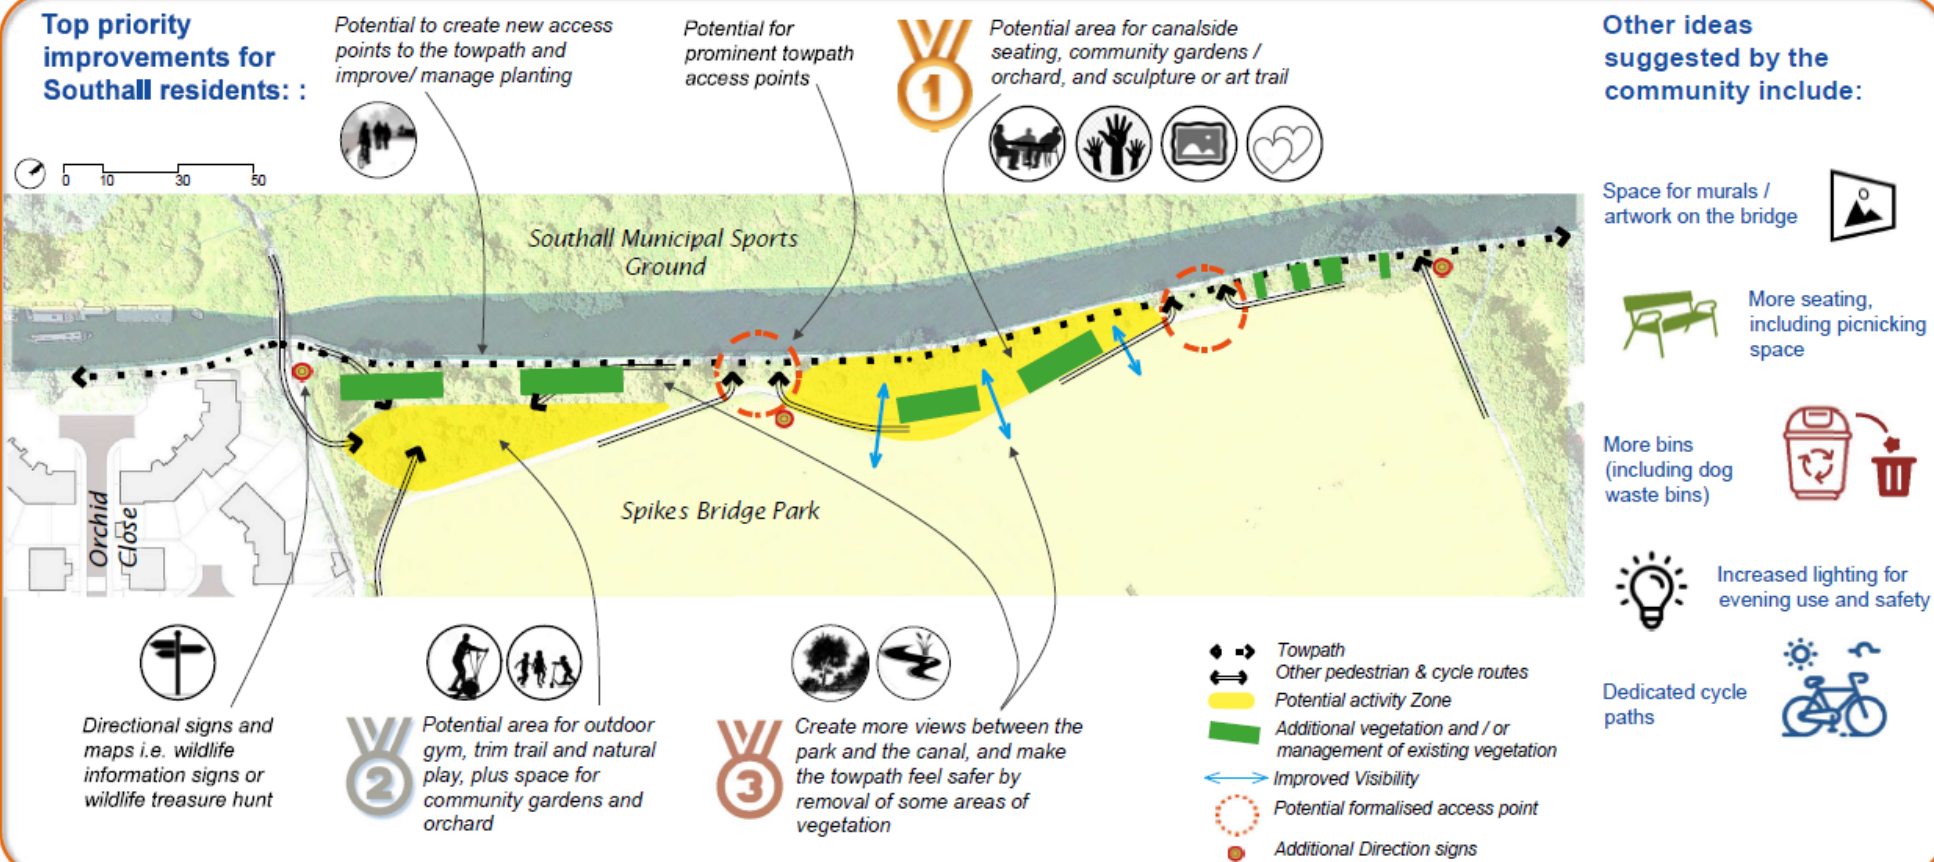 Top priority
improvements for
Southall residents: :
Potential to create new access
points to the towpath and
improve/ manage planting
Potential for
prominent towpath
access points
1
Potential area for canalside
seating, community gardens /
orchard, and sculpture or art trail
Other ideas
suggested by the
community include:
0 10 30 50
Southall Municipal Sports
Ground
Spikes Bridge Park
Orchid
Close
Space for murals /
artwork on the bridge
More seating,
including picnicking
space
More bins
(including dog
waste bins)
Increased lighting for
evening use and safety
Dedicated cycle
paths
Directional signs and
maps i.e. wildlife
information signs or
wildlife treasure hunt
2
Potential area for outdoor
gym, trim trail and natural
play, plus space for
community gardens and
orchard
3
Create more views between the
park and the canal, and make
the towpath feel safer by
removal of some areas of
vegetation
Towpath
Other pedestrian & cycle routes
Potential activity Zone
Additional vegetation and / or
management of existing vegetation
Improved Visibility
Potential formalised access point
Additional Direction signs